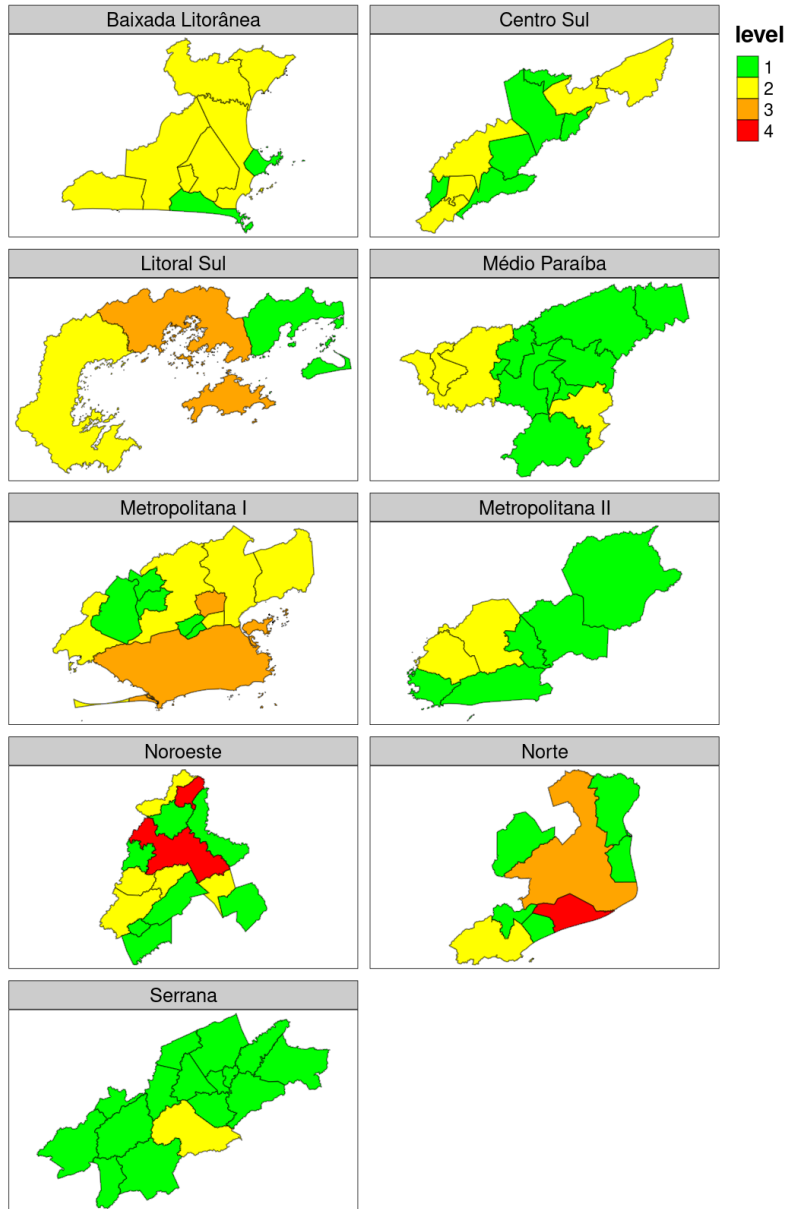 Baixada Litorânea
Centro Sul
level
1
2
3
4
Litoral Sul
Médio Paraíba
Metropolitana I
Metropolitana II
Noroeste
Norte
Serrana